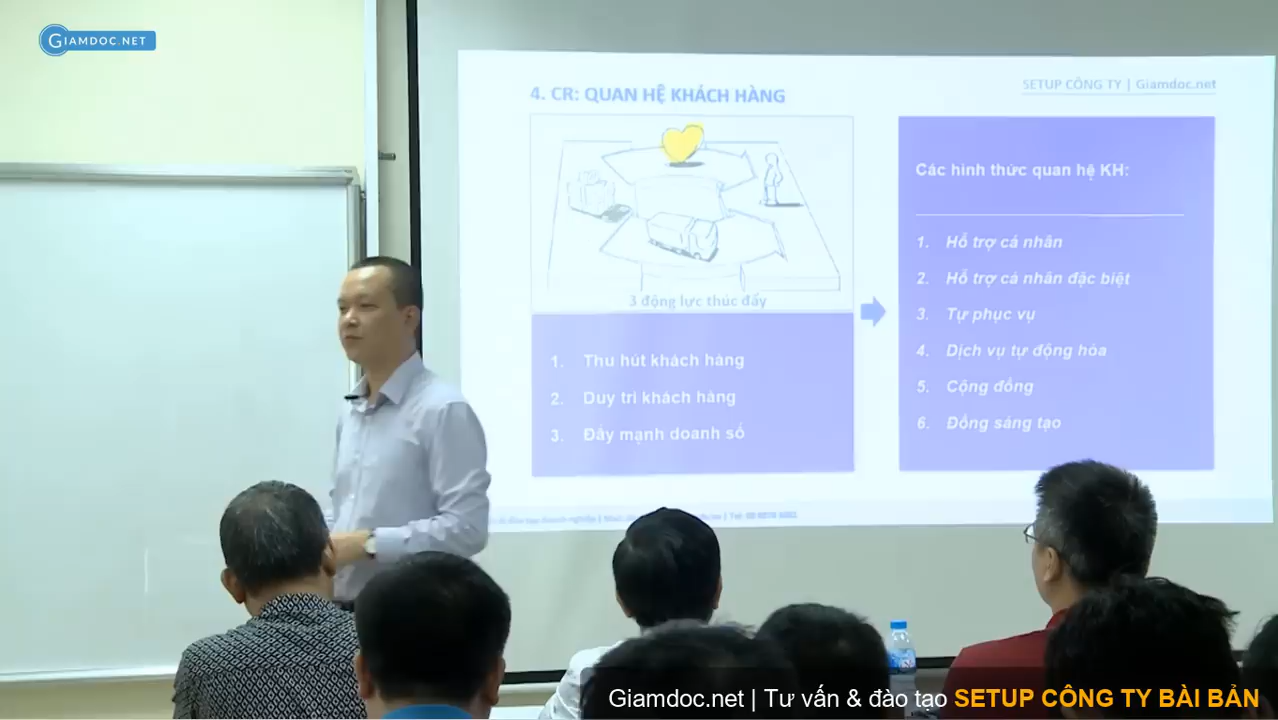 GIAMDOC.NET
SETUP CÔNG TY | Giamdoc.net
4. CR: QUAN HỆ KHÁCH HÀNG
3 động lực thúc đẩy
1. Thu hút khách hàng
2. Duy trì khách hàng
3. Đẩy mạnh doanh số
Các hình thức quan hệ KH:
1. Hỗ trợ cá nhân
2. Hỗ trợ cá nhân đặc biệt
3. Tự phục vụ
4. Dịch vụ tự động hóa
5. Cộng đồng
6. Đồng sáng tạo
Giamdoc.net | Tư vấn & đào tạo SETUP CÔNG TY BÀI BẢN